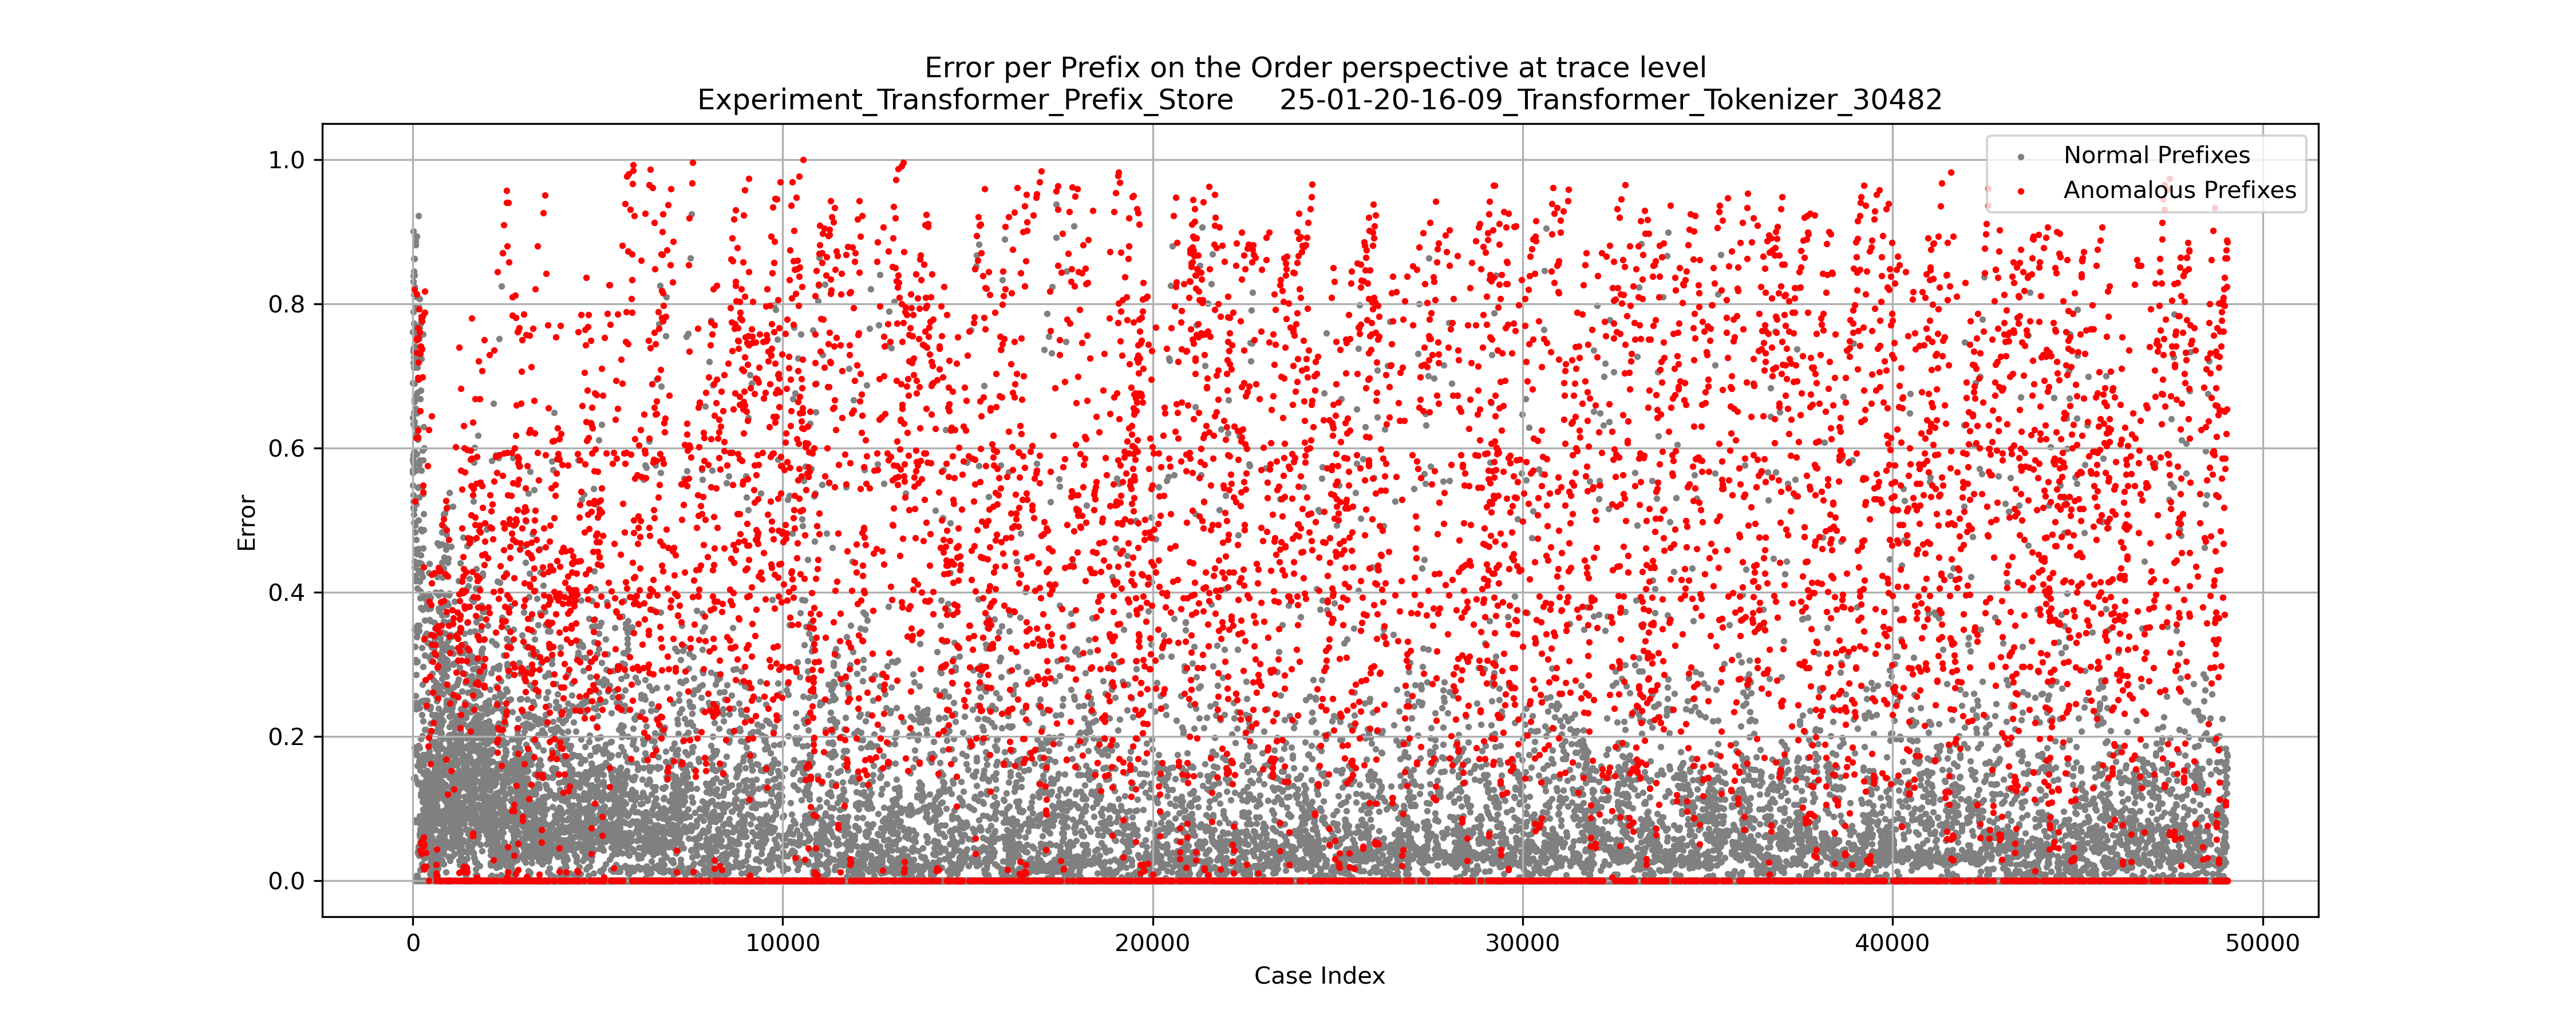 Error per Prefix on the Order perspective at trace level
Experiment_Transformer_Prefix_Store 25-01-20-16-09_Transformer_Tokenizer_30482
Normal Prefixes
Anomalous Prefixes
1.0
0.8
0.6
0.4
0.2
0.0
Error
0 10000 20000 30000 40000 50000
Case Index